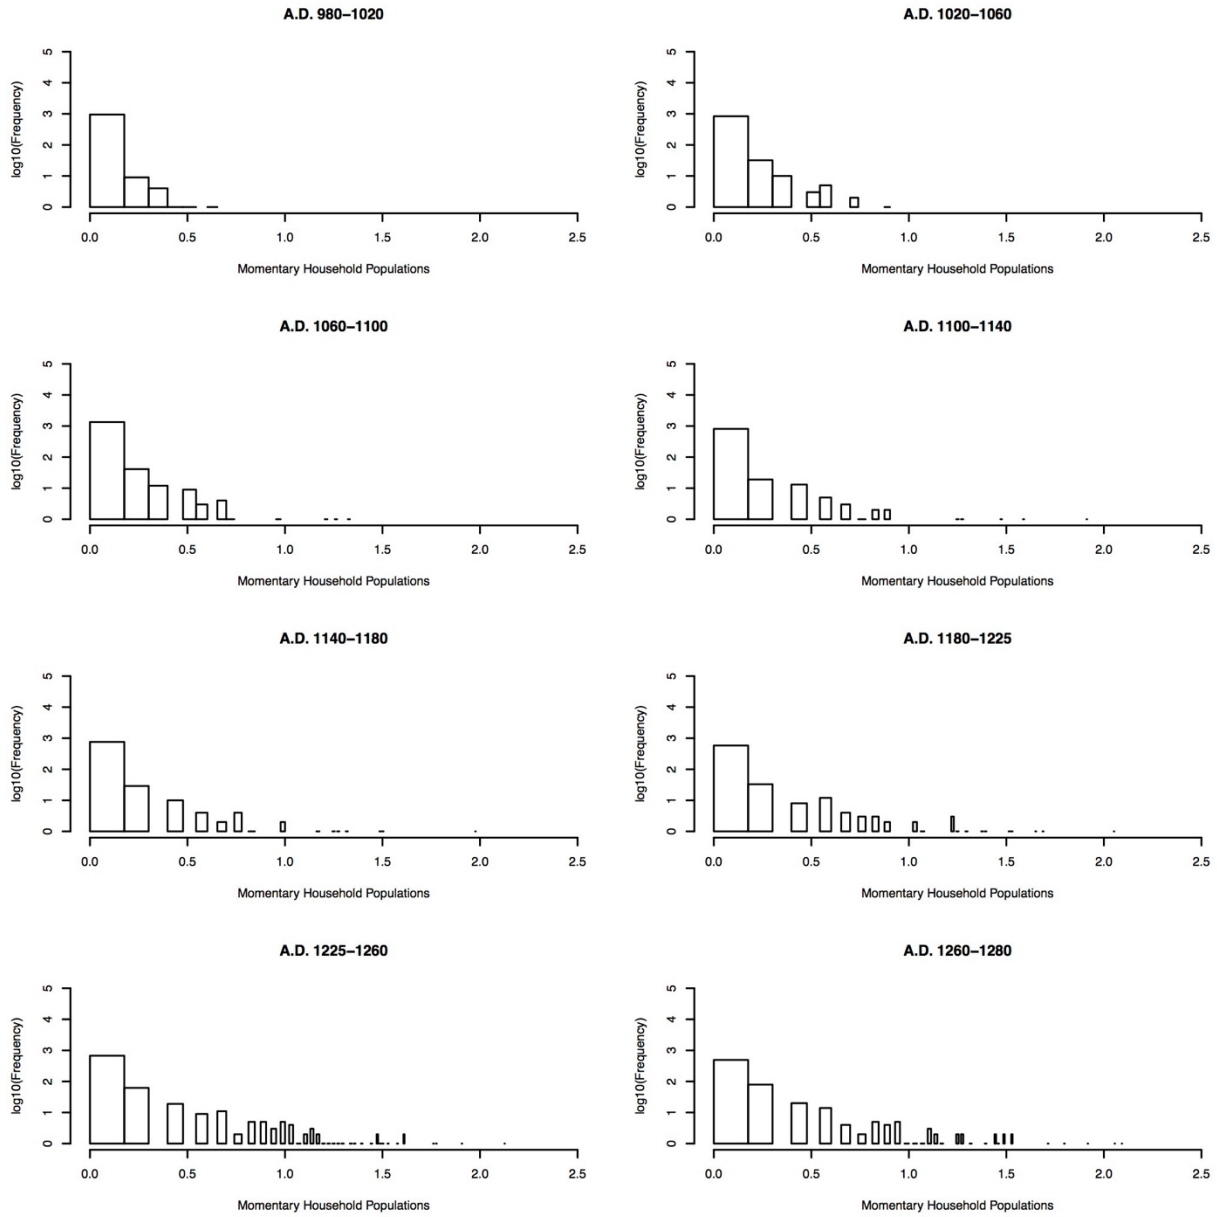 A.D. 980–1020
log10(Frequency)
5
4
3
2
1
0
0.0 0.5 1.0 1.5 2.0 2.5
Momentary Household Populations
A.D. 1020–1060
log10(Frequency)
5
4
3
2
1
0
0.0 0.5 1.0 1.5 2.0 2.5
Momentary Household Populations
A.D. 1060–1100
log10(Frequency)
5
4
3
2
1
0
0.0 0.5 1.0 1.5 2.0 2.5
Momentary Household Populations
A.D. 1100–1140
log10(Frequency)
5
4
3
2
1
0
0.0 0.5 1.0 1.5 2.0 2.5
Momentary Household Populations
A.D. 1140–1180
log10(Frequency)
5
4
3
2
1
0
0.0 0.5 1.0 1.5 2.0 2.5
Momentary Household Populations
A.D. 1180–1225
log10(Frequency)
5
4
3
2
1
0
0.0 0.5 1.0 1.5 2.0 2.5
Momentary Household Populations
A.D. 1225–1260
log10(Frequency)
5
4
3
2
1
0
0.0 0.5 1.0 1.5 2.0 2.5
Momentary Household Populations
A.D. 1260–1280
log10(Frequency)
5
4
3
2
1
0
0.0 0.5 1.0 1.5 2.0 2.5
Momentary Household Populations